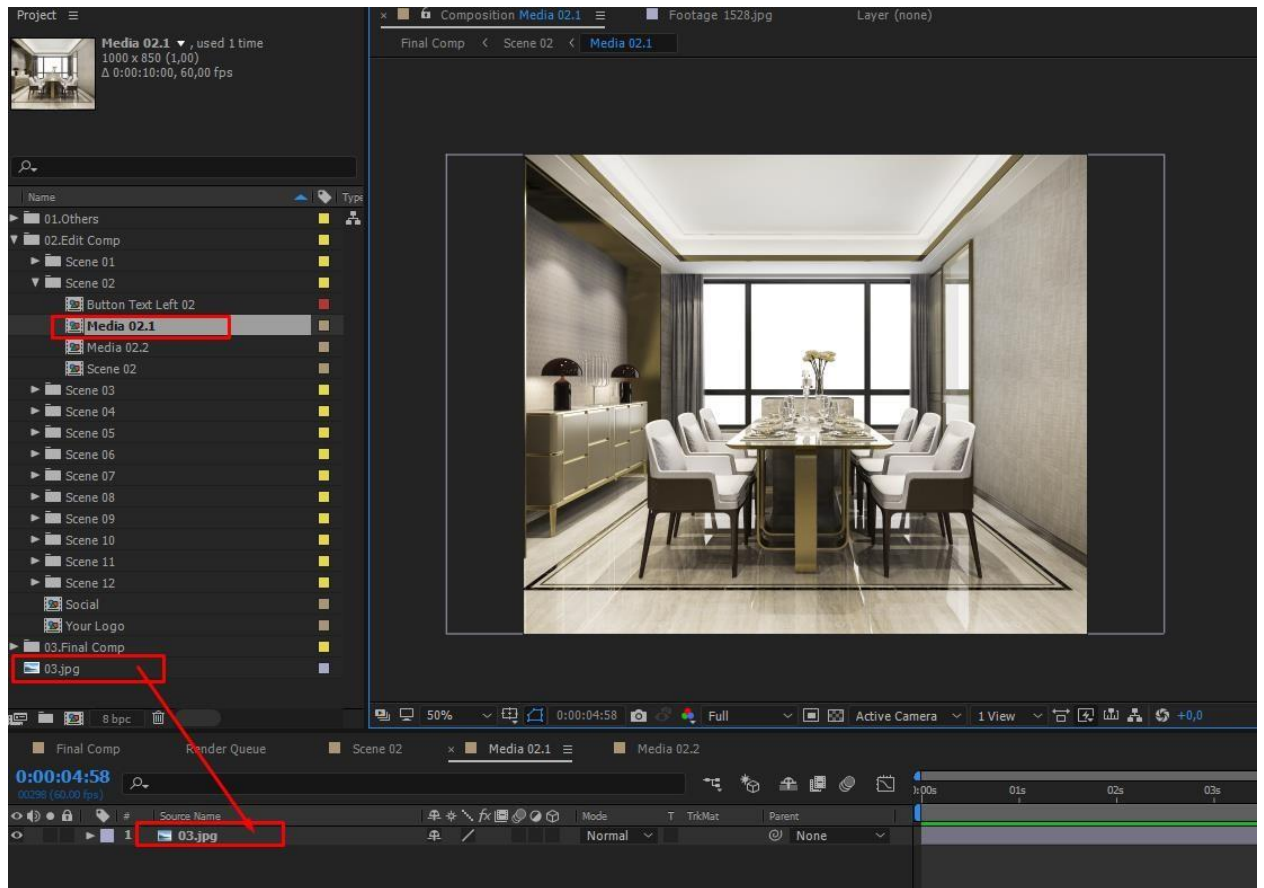 Project
Media 02.1 ▼ , used 1 time
1000 x 850 (1,00)
Δ 0:00:10:00, 60,00 fps
Name
Type
01.Others
02.Edit Comp
Scene 01
Scene 02
Button Text Left 02
Media 02.1
Media 02.2
Scene 02
Scene 03
Scene 04
Scene 05
Scene 06
Scene 07
Scene 08
Scene 09
Scene 10
Scene 11
Scene 12
Social
Your Logo
03.Final Comp
03.jpg
8 bpc
Composition Media 02.1
Footage 1528.jpg
Layer (none)
Final Comp
Scene 02
Media 02.1
50%
0:00:04:58
Full
Active Camera
1 View
+0,0
Final Comp
Render Queue
Scene 02
Media 02.1
Media 02.2
0:00:04:58
00298 (60.00 fps)
01s
02s
03s
# Source Name
Mode
T TrkMat
Parent
1 03.jpg
Normal
None